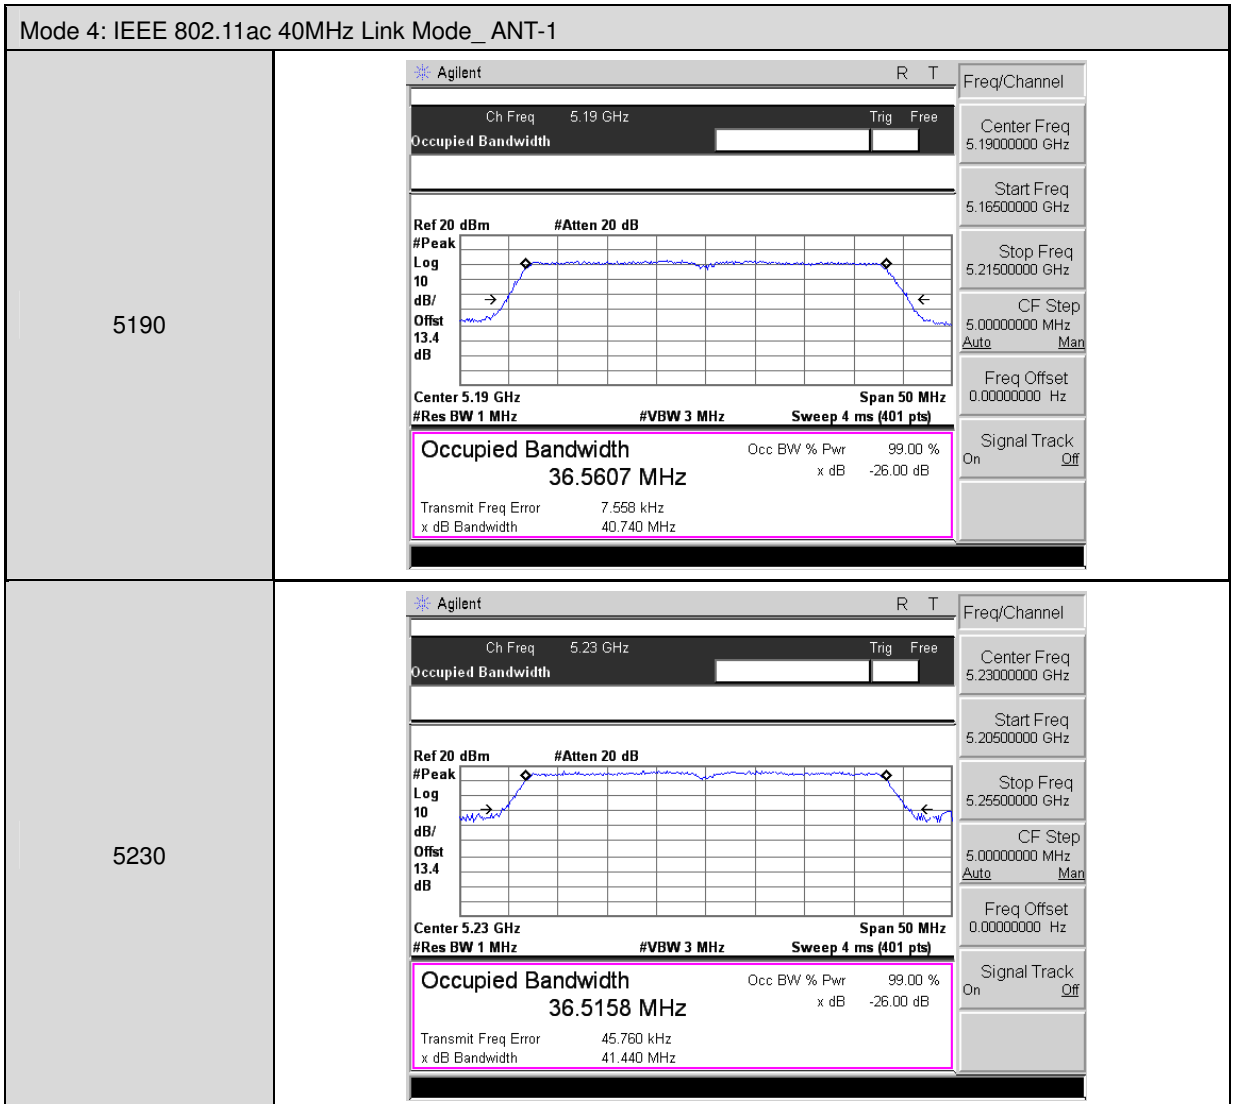 Mode 4: IEEE 802.11ac 40MHz Link Mode_ ANT-1
5190
Agilent R T
Ch Freq 5.19 GHz Trig Free
Occupied Bandwidth
Ref 20 dBm #Atten 20 dB
#Peak
Log
10
dB/
Offst
13.4
dB
Center 5.19 GHz Span 50 MHz
#Res BW 1 MHz #VBW 3 MHz Sweep 4 ms (401 pts)
Occupied Bandwidth Occ BW % Pwr 99.00 %
36.5607 MHz x dB -26.00 dB
Transmit Freq Error 7.558 kHz
x dB Bandwidth 40.740 MHz
Freq/Channel
Center Freq
5.19000000 GHz
Start Freq
5.16500000 GHz
Stop Freq
5.21500000 GHz
CF Step
5.00000000 MHz
Auto Man
Freq Offset
0.00000000 Hz
Signal Track
On Off
5230
Agilent R T
Ch Freq 5.23 GHz Trig Free
Occupied Bandwidth
Ref 20 dBm #Atten 20 dB
#Peak
Log
10
dB/
Offst
13.4
dB
Center 5.23 GHz Span 50 MHz
#Res BW 1 MHz #VBW 3 MHz Sweep 4 ms (401 pts)
Occupied Bandwidth Occ BW % Pwr 99.00 %
36.5158 MHz x dB -26.00 dB
Transmit Freq Error 45.760 kHz
x dB Bandwidth 41.440 MHz
Freq/Channel
Center Freq
5.23000000 GHz
Start Freq
5.20500000 GHz
Stop Freq
5.25500000 GHz
CF Step
5.00000000 MHz
Auto Man
Freq Offset
0.00000000 Hz
Signal Track
On Off